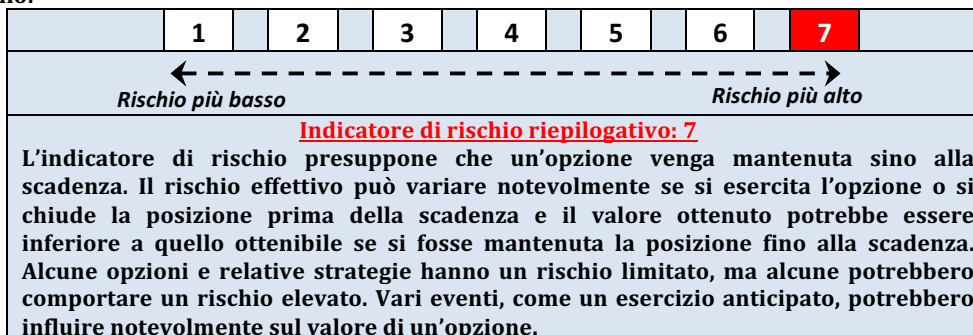 1 2 3 4 5 6 7
Rischio più basso Rischio più alto
Indicatore di rischio riepilogativo: 7
L’indicatore di rischio presuppone che un’opzione venga mantenuta sino alla
scadenza. Il rischio effettivo può variare notevolmente se si esercita l’opzione o si
chiude la posizione prima della scadenza e il valore ottenuto potrebbe essere
inferiore a quello ottenibile se si fosse mantenuta la posizione fino alla scadenza.
Alcune opzioni e relative strategie hanno un rischio limitato, ma alcune potrebbero
comportare un rischio elevato. Vari eventi, come un esercizio anticipato, potrebbero
influire notevolmente sul valore di un’opzione.